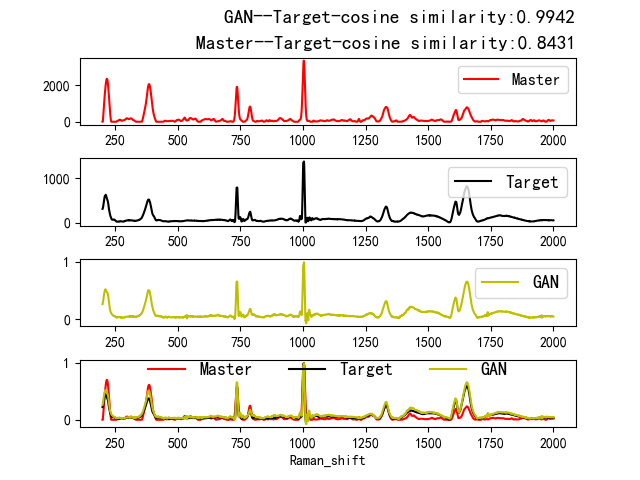 GAN--Target-cosine similarity:0.9942
Master--Target-cosine similarity:0.8431
2000
0
Master
250 500 750 1000 1250 1500 1750 2000
1000
0
Target
250 500 750 1000 1250 1500 1750 2000
1
0
GAN
250 500 750 1000 1250 1500 1750 2000
1
0
Master Target GAN
250 500 750 1000 1250 1500 1750 2000
Raman_shift